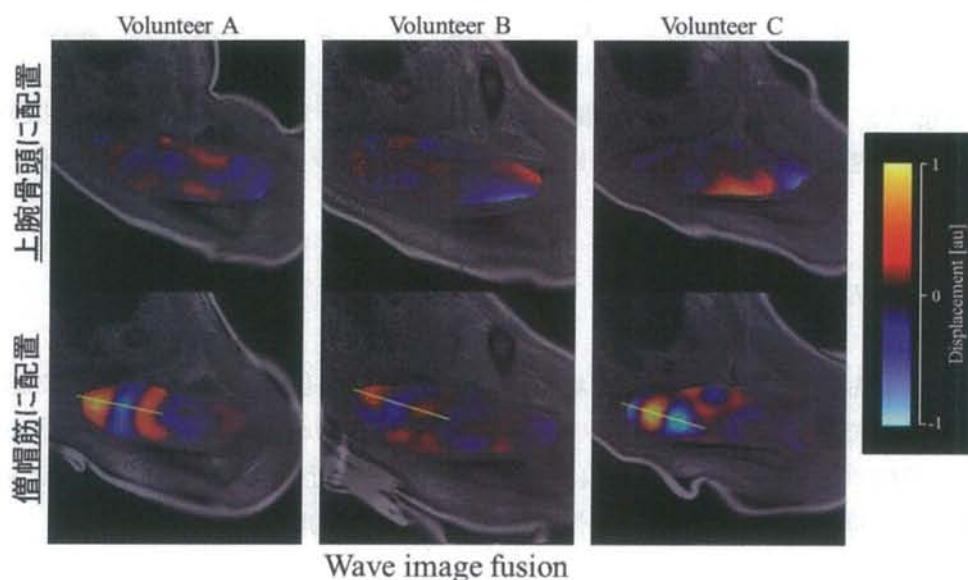 Volunteer A
Volunteer B
Volunteer C
上腕骨頭に配置
僧帽筋に配置
1
0
-1
Displacement [au]
Wave image fusion